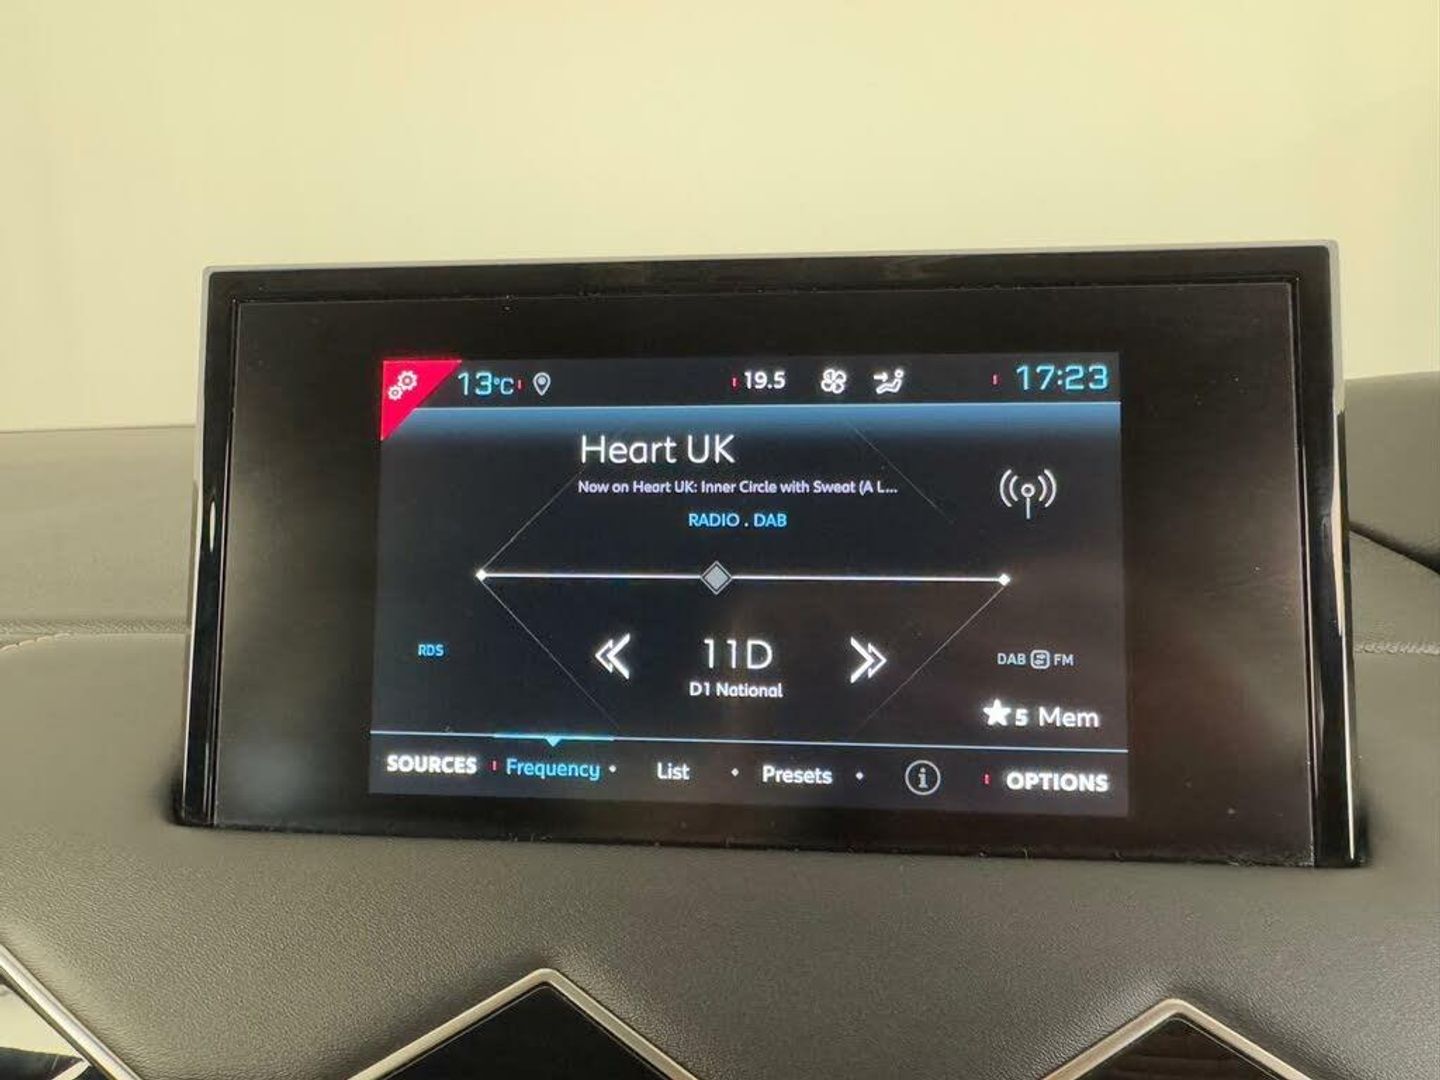 13°C 19.5 17:23
Heart UK
Now on Heart UK: Inner Circle with Sweat (A L...
RADIO . DAB
11D
RDS
DAB FM
D1 National
5 Mem
SOURCES Frequency List Presets i OPTIONS